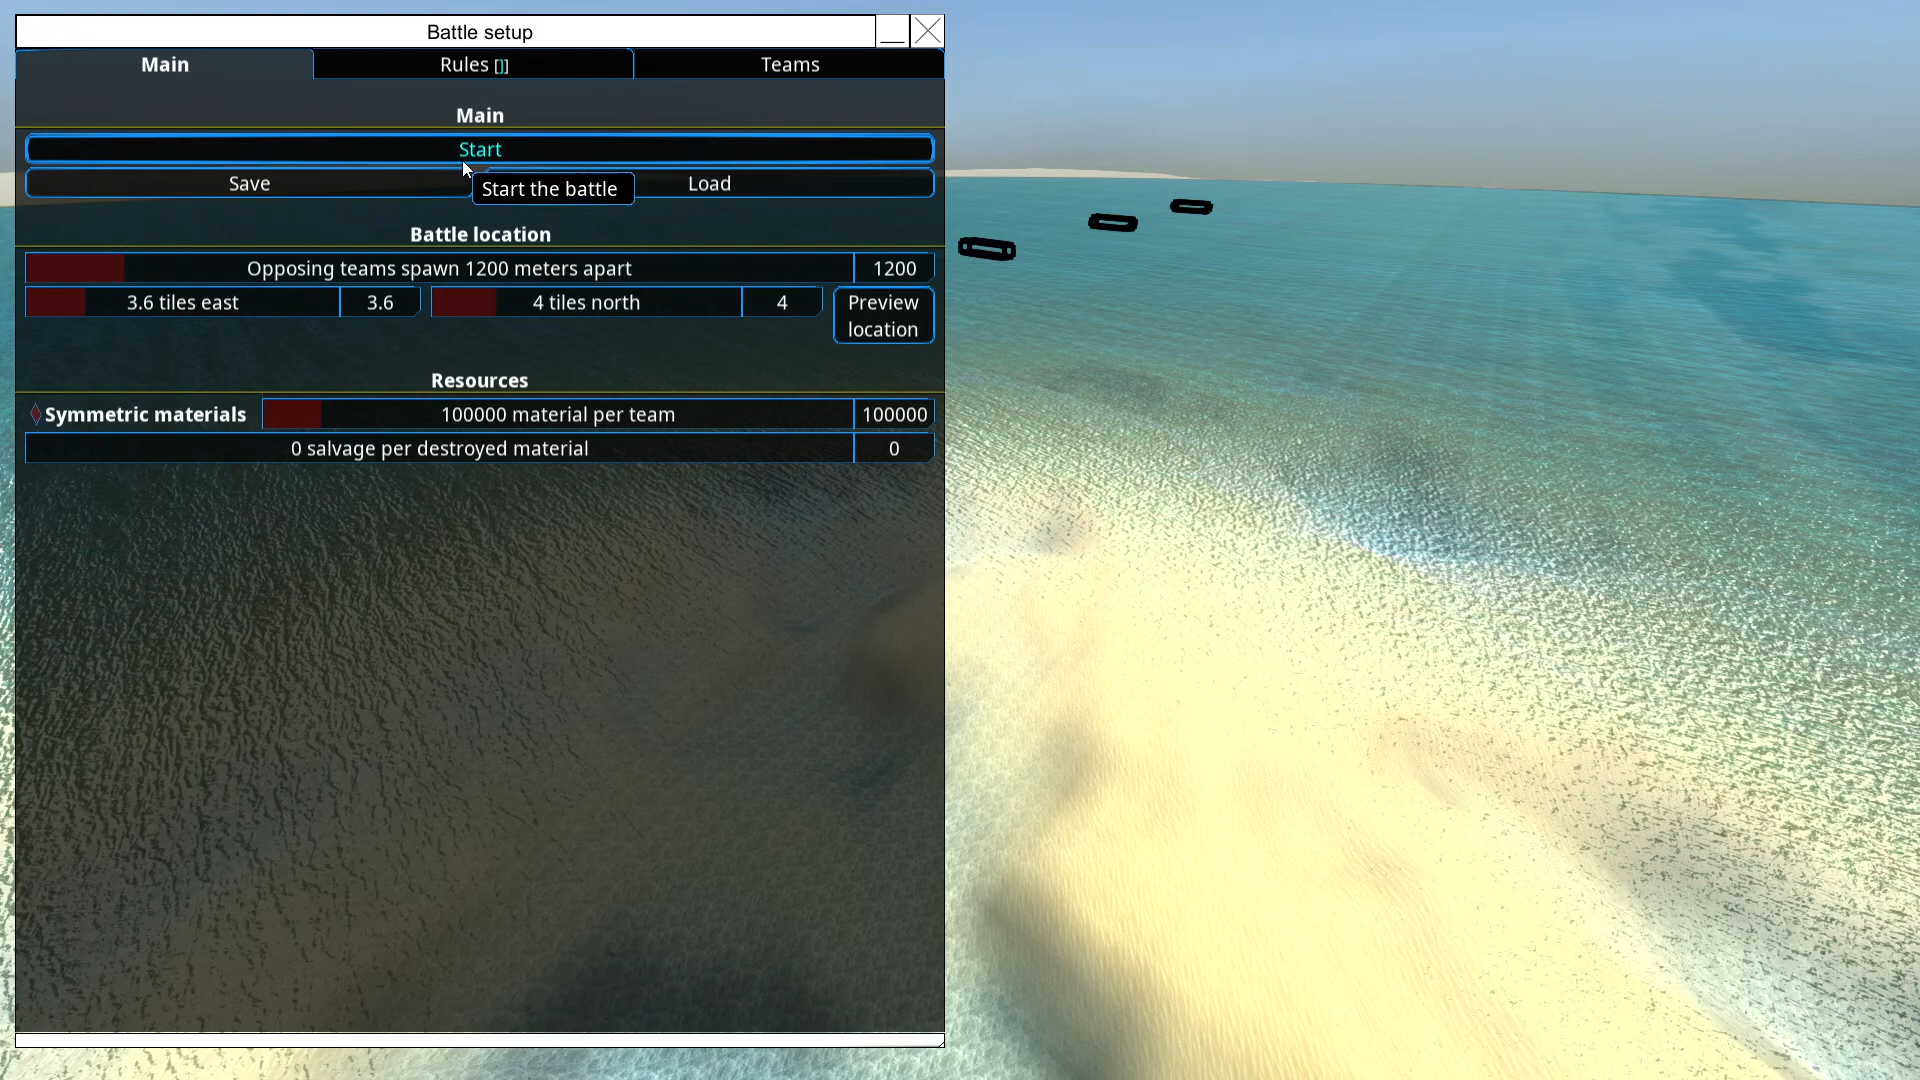 Battle setup
Main
Rules []
Teams
Main
Start
Save
Start the battle
Load
Battle location
Opposing teams spawn 1200 meters apart
1200
3.6 tiles east
3.6
4 tiles north
4
Preview
location
Resources
Symmetric materials
100000 material per team
100000
0 salvage per destroyed material
0